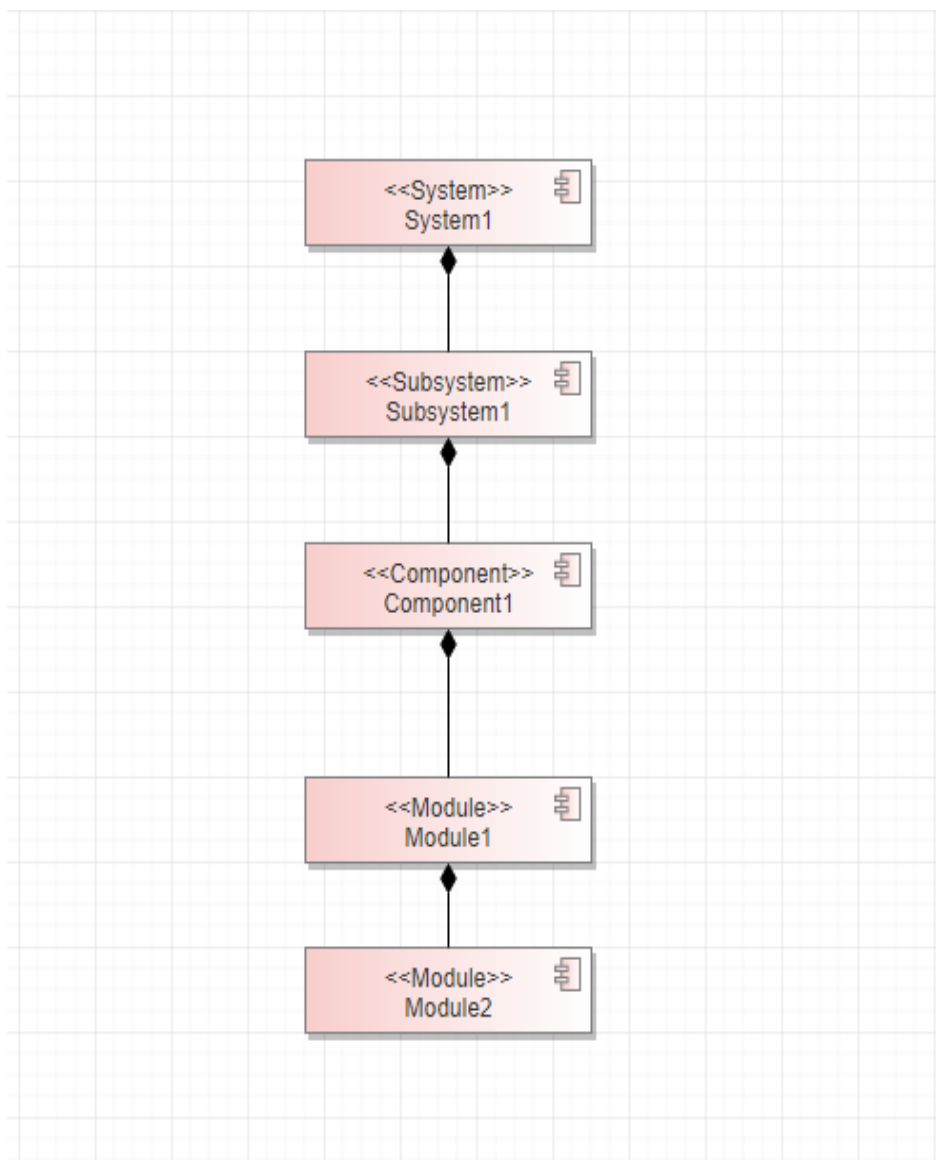 <<System>>
System1
<<Subsystem>>
Subsystem1
<<Component>>
Component1
<<Module>>
Module1
<<Module>>
Module2